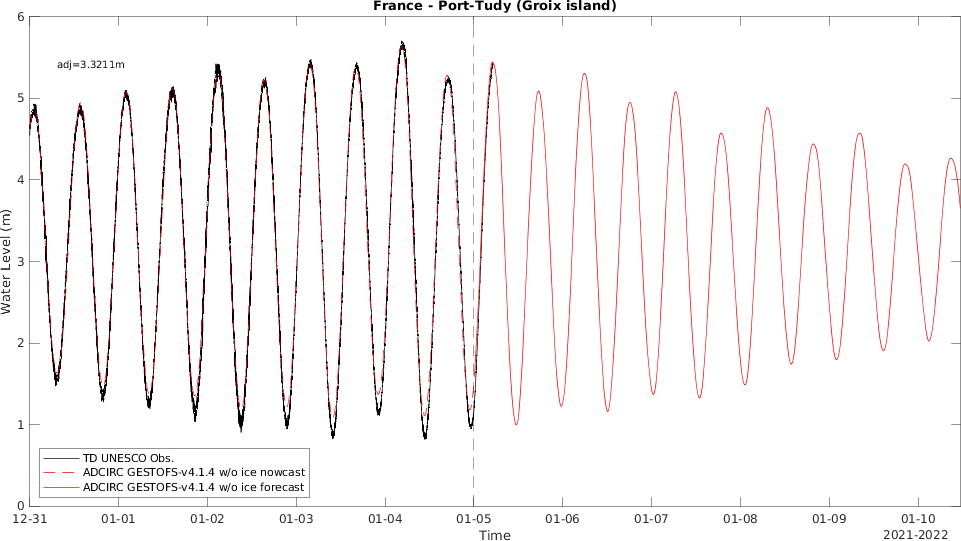 France - Port-Tudy (Groix island)
6
adj=3.3211m
5
4
3
2
1
0
Water Level (m)
TD UNESCO Obs.
ADCIRC GESTOFS-v4.1.4 w/o ice nowcast
ADCIRC GESTOFS-v4.1.4 w/o ice forecast
12-31 01-01 01-02 01-03 01-04 01-05 01-06 01-07 01-08 01-09 01-10
Time
2021-2022